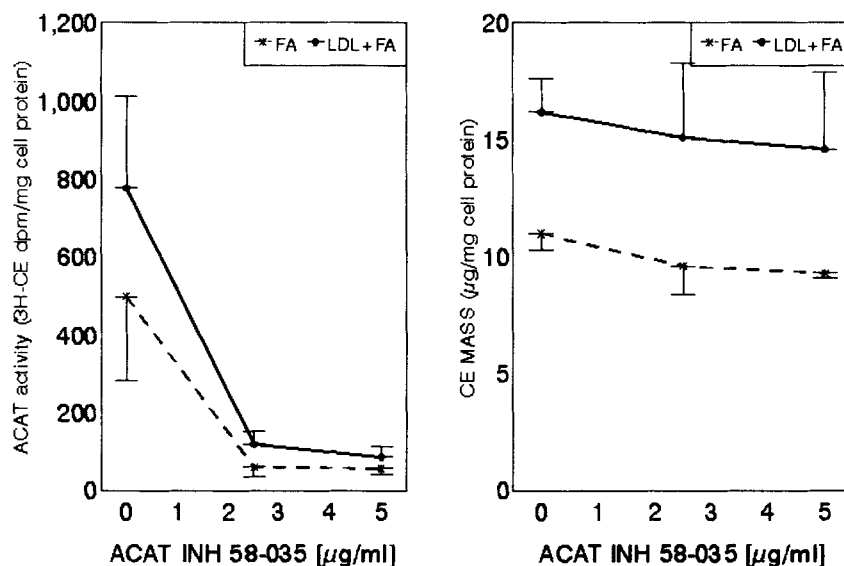 1,200
1,000
800
600
400
200
0
ACAT activity (3H-CE dpm/mg cell protein)
FA LDL+FA
0 1 2 3 4 5
ACAT INH 58-035 [µg/ml]
20
15
10
5
0
CE MASS (µg/mg cell protein)
FA LDL+FA
0 1 2 3 4 5
ACAT INH 58-035 [µg/ml]